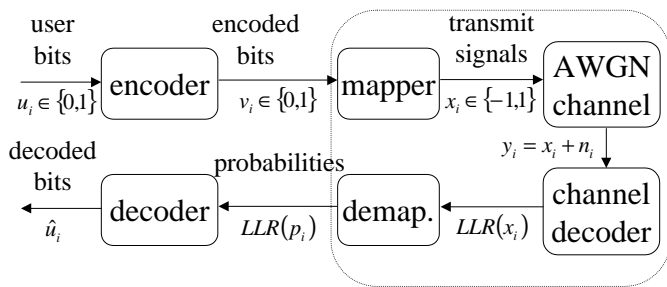 user bits
encoder
encoded bits
mapper
transmit signals
AWGN channel
u_i ∈ {0,1}
v_i ∈ {0,1}
x_i ∈ {-1,1}
y_i = x_i + n_i
decoded bits
decoder
probabilities
demap.
channel decoder
û_i
LLR(p_i)
LLR(x_i)